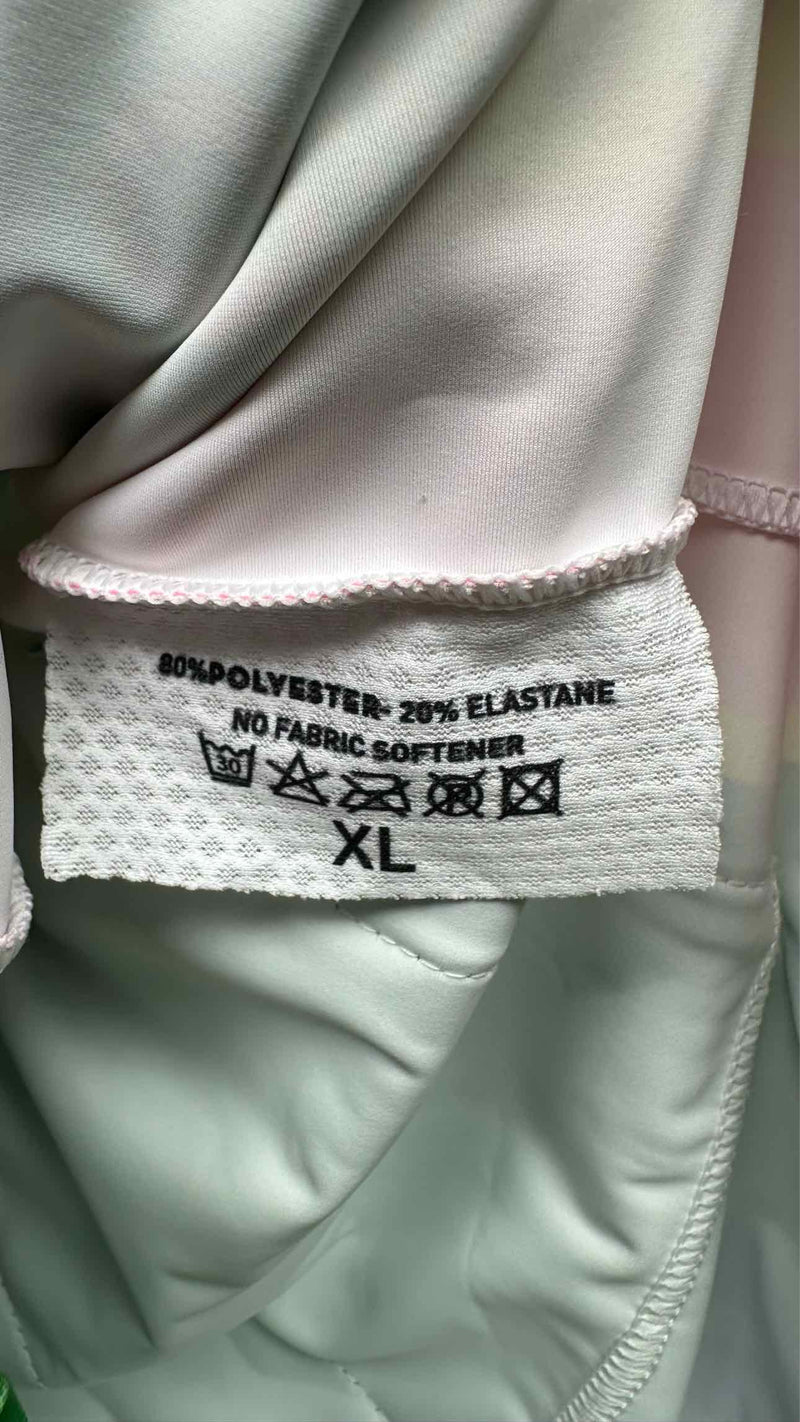 80%POLYESTER- 20% ELASTANE
NO FABRIC SOFTENER
30 P
XL